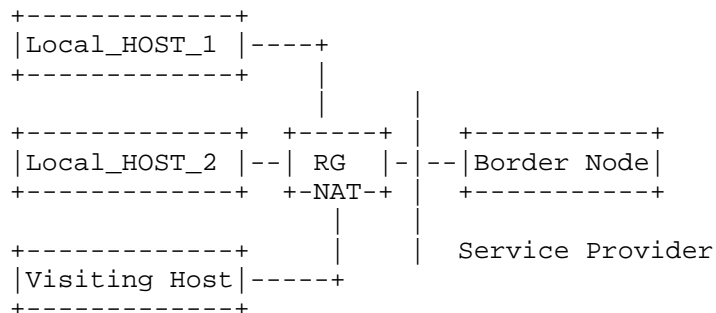 Local_HOST_1
Local_HOST_2 RG Border Node
NAT
Service Provider
Visiting Host